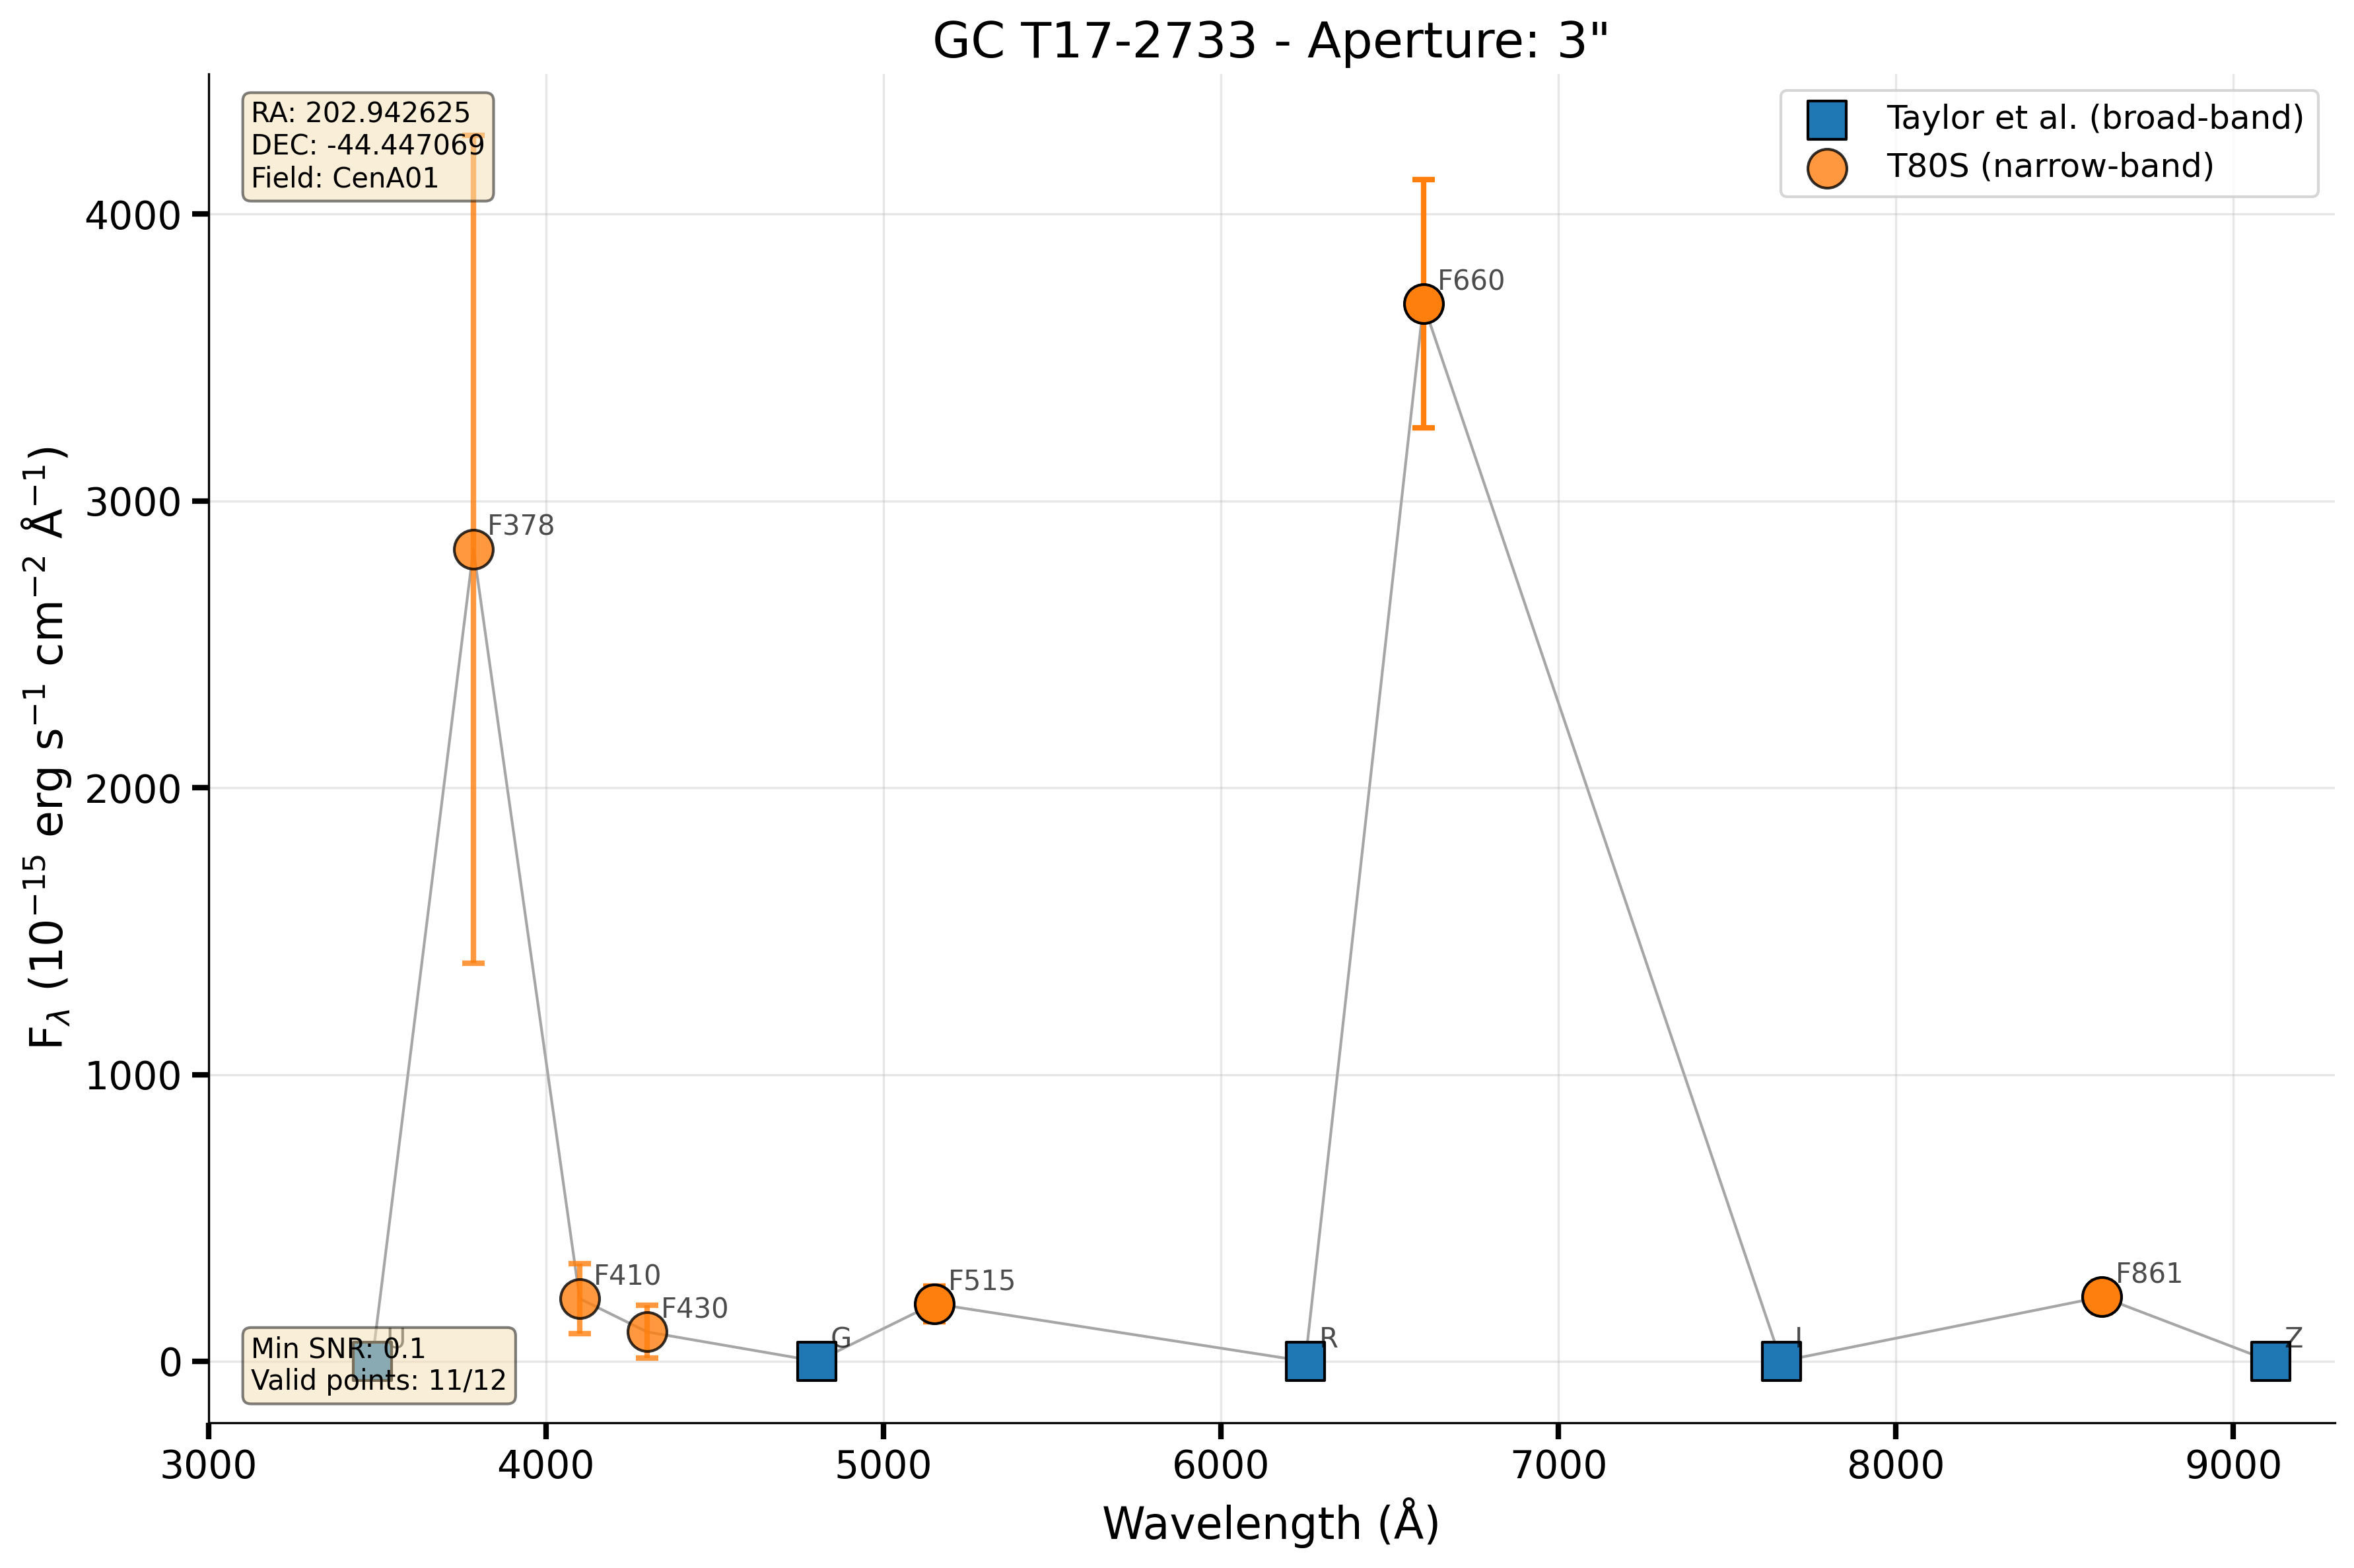 GC T17-2733 - Aperture: 3"
RA: 202.942625
DEC: -44.447069
Field: CenA01
Taylor et al. (broad-band)
T80S (narrow-band)
F378
F660
F410
F430
G
F515
R
I
F861
Z
U
Min SNR: 0.1
Valid points: 11/12
4000
3000
2000
1000
0
3000 4000 5000 6000 7000 8000 9000
Wavelength (Å)
F_λ (10⁻¹⁵ erg s⁻¹ cm⁻² Å⁻¹)